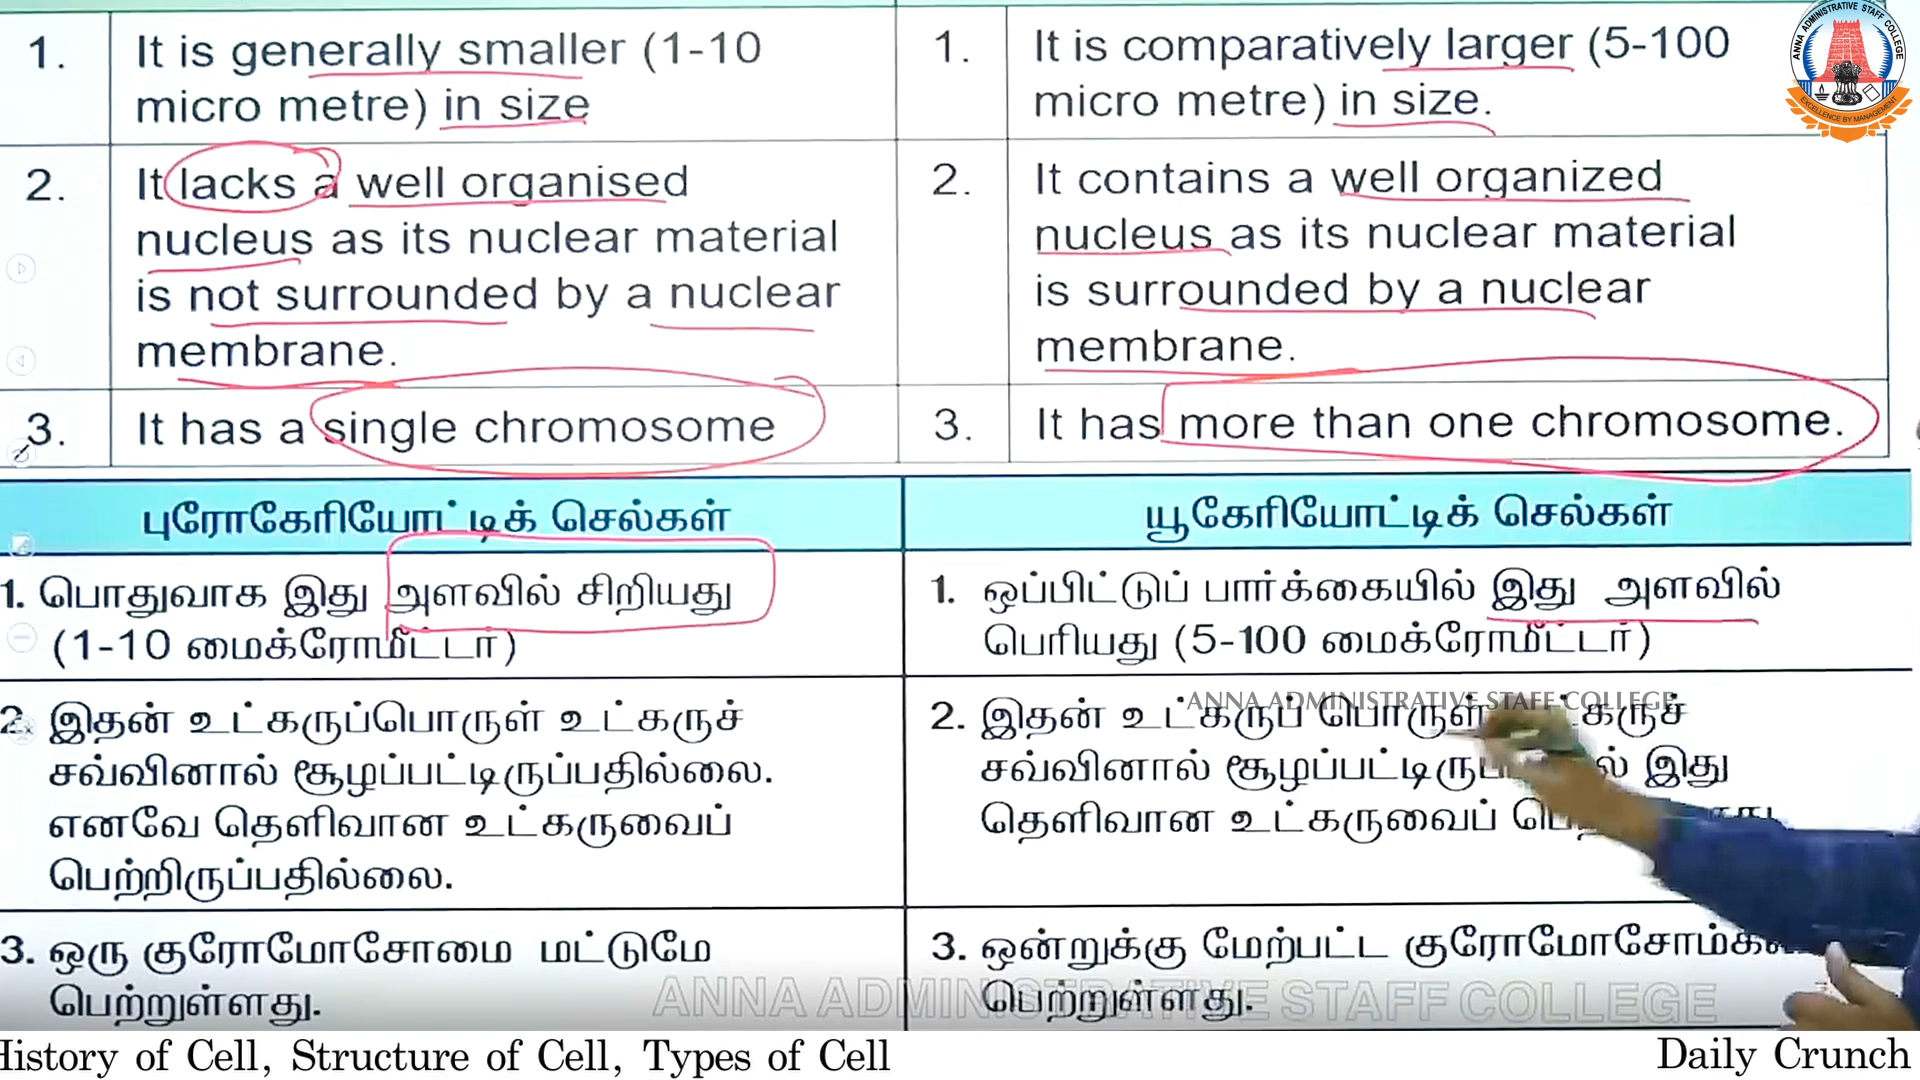 1. It is generally smaller (1-10
micro metre) in size
1. It is comparatively larger (5-100
micro metre) in size.
2. It lacks a well organised
nucleus as its nuclear material
is not surrounded by a nuclear
membrane.
2. It contains a well organized
nucleus as its nuclear material
is surrounded by a nuclear
membrane.
3. It has a single chromosome
3. It has more than one chromosome.
புரோகேரியோட்டிக் செல்கள்
யூகேரியோட்டிக் செல்கள்
1. பொதுவாக இது அளவில் சிறியது
(1-10 மைக்ரோமீட்டர்)
1. ஒப்பிட்டுப் பார்க்கையில் இது அளவில்
பெரியது (5-100 மைக்ரோமீட்டர்)
2. இதன் உட்கருப்பொருள் உட்கருச்
சவ்வினால் சூழப்பட்டிருப்பதில்லை.
எனவே தெளிவான உட்கருவைப்
பெற்றிருப்பதில்லை.
2. இதன் உட்கருப் பொருள்
சவ்வினால் இது
தெளிவான உட்கருவைப்
3. ஒரு குரோமோசோமை மட்டுமே
பெற்றுள்ளது.
3. ஒன்றுக்கு மேற்பட்ட
பெற்றுள்ளது.
ANNA ADMINISTRATIVE STAFF COLLEGE
ANNA ADMINISTRATIVE STAFF COLLEGE
ANNA ADMINISTRATIVE STAFF COLLEGE
EXCELLENCE BY MANAGEMENT
History of Cell, Structure of Cell, Types of Cell
Daily Crunch